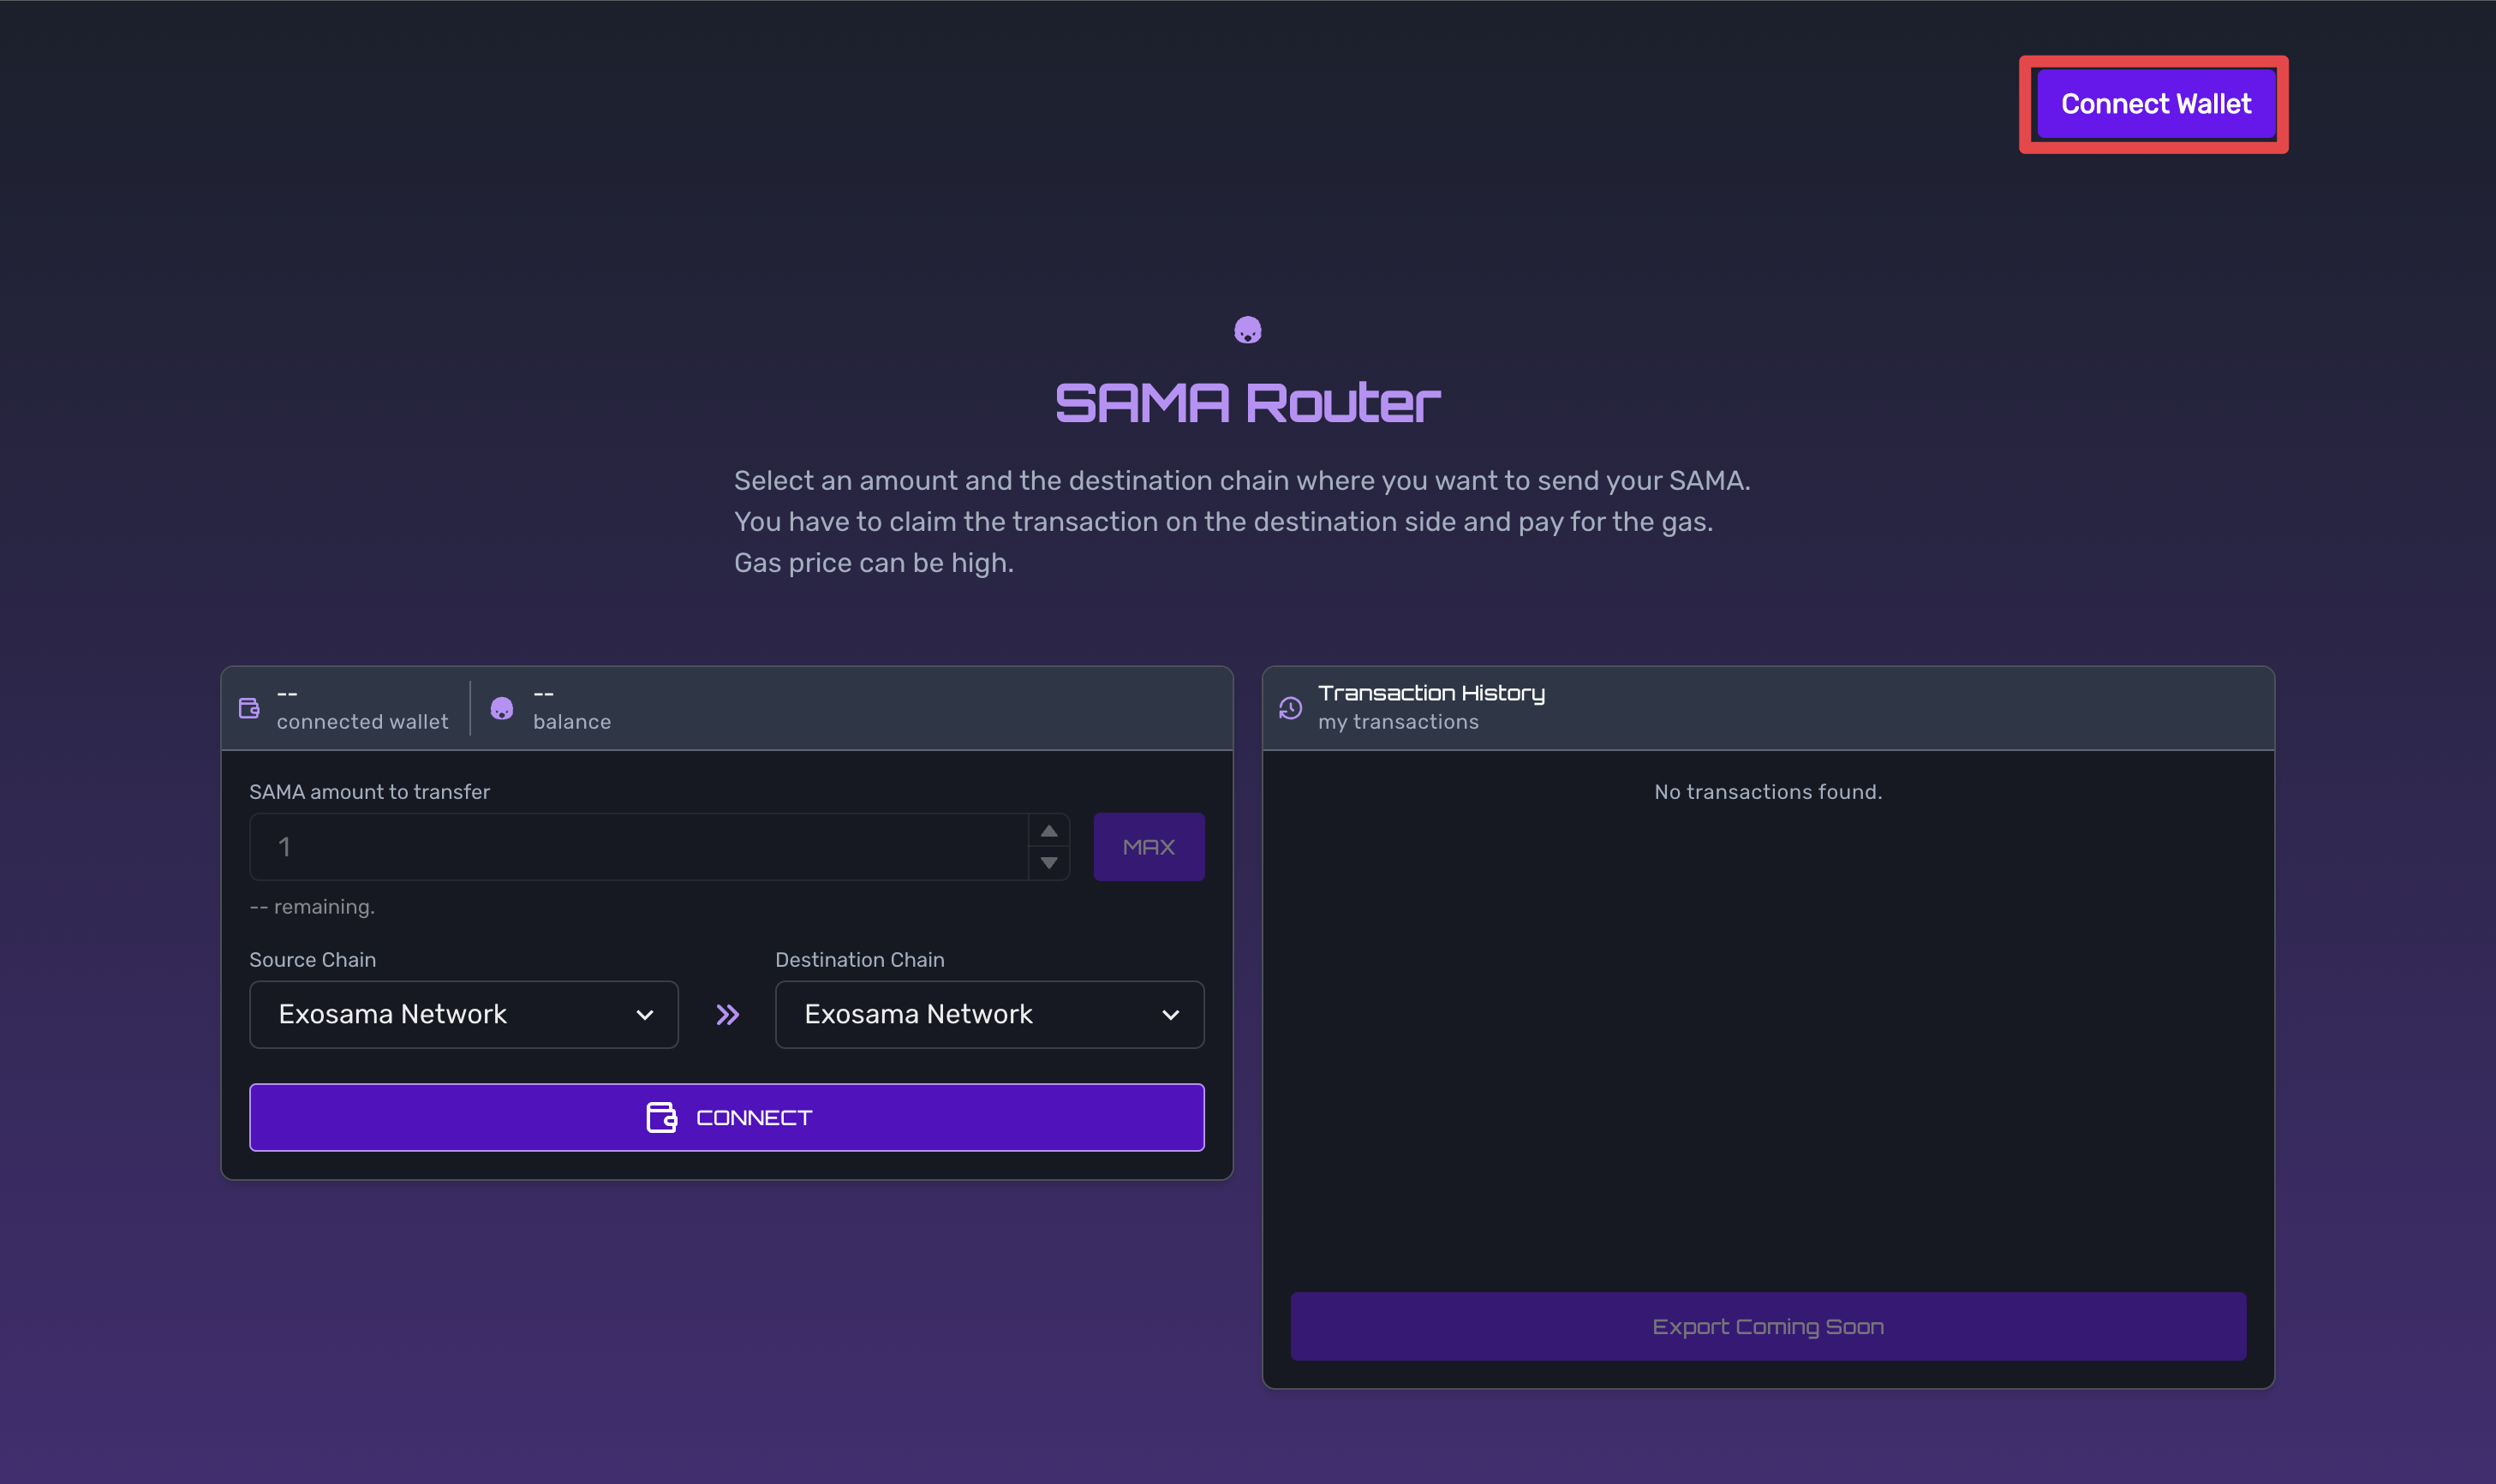 Connect Wallet
SAMA Router
Select an amount and the destination chain where you want to send your SAMA.
You have to claim the transaction on the destination side and pay for the gas.
Gas price can be high.
--
connected wallet
--
balance
SAMA amount to transfer
1
MAX
-- remaining.
Source Chain
Exosama Network
Destination Chain
Exosama Network
CONNECT
Transaction History
my transactions
No transactions found.
Export Coming Soon